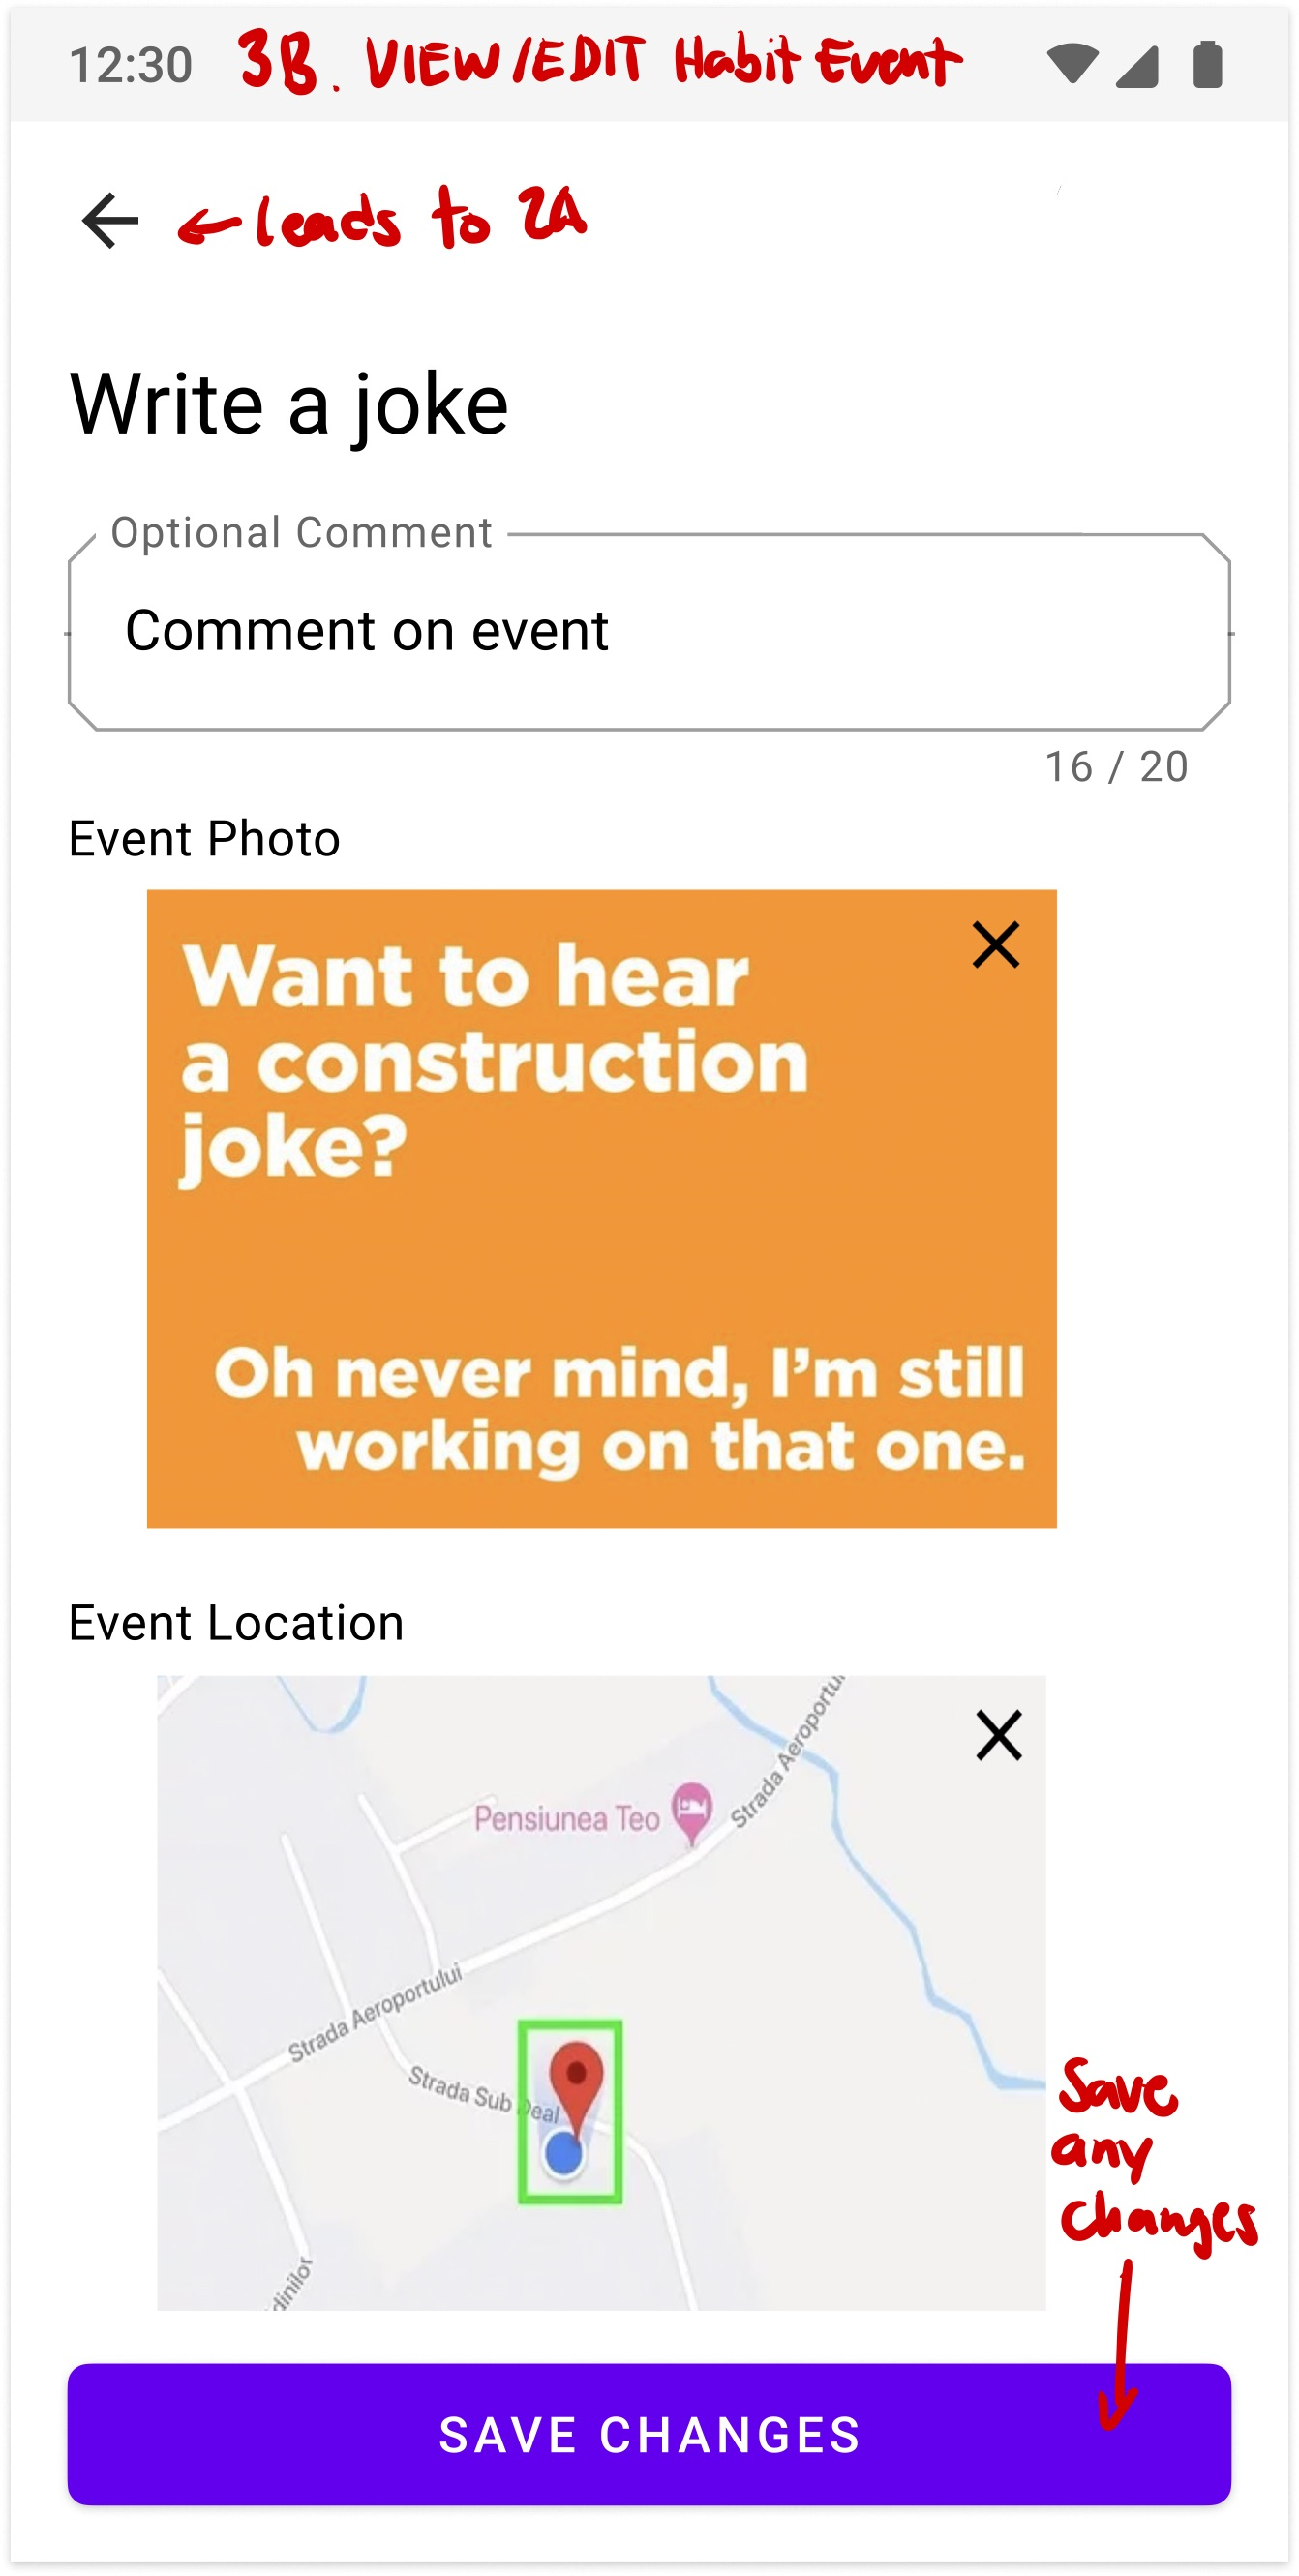 12:30 3B. VIEW/EDIT Habit Event
leads to 2A
Write a joke
Optional Comment
Comment on event
16 / 20
Event Photo
Want to hear
a construction
joke?
Oh never mind, I'm still
working on that one.
Event Location
Strada Aeroportul
Pensiunea Teo
Strada Aeroportului
Strada Sub Deal
dinilor
Save
any
changes
SAVE CHANGES